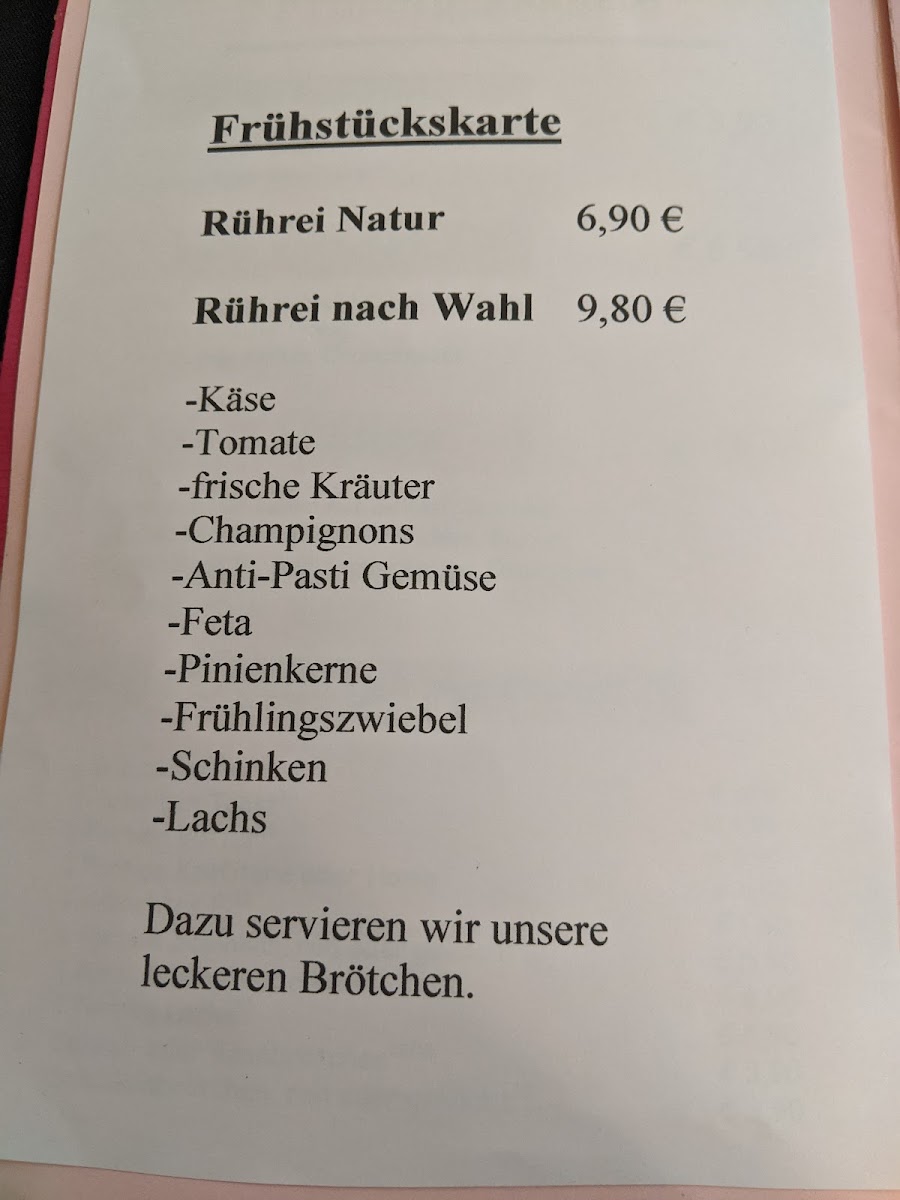 Frühstückskarte
Rührei Natur 6,90 €
Rührei nach Wahl 9,80 €
-Käse
-Tomate
-frische Kräuter
-Champignons
-Anti-Pasti Gemüse
-Feta
-Pinienkerne
-Frühlingszwiebel
-Schinken
-Lachs
Dazu servieren wir unsere
leckeren Brötchen.